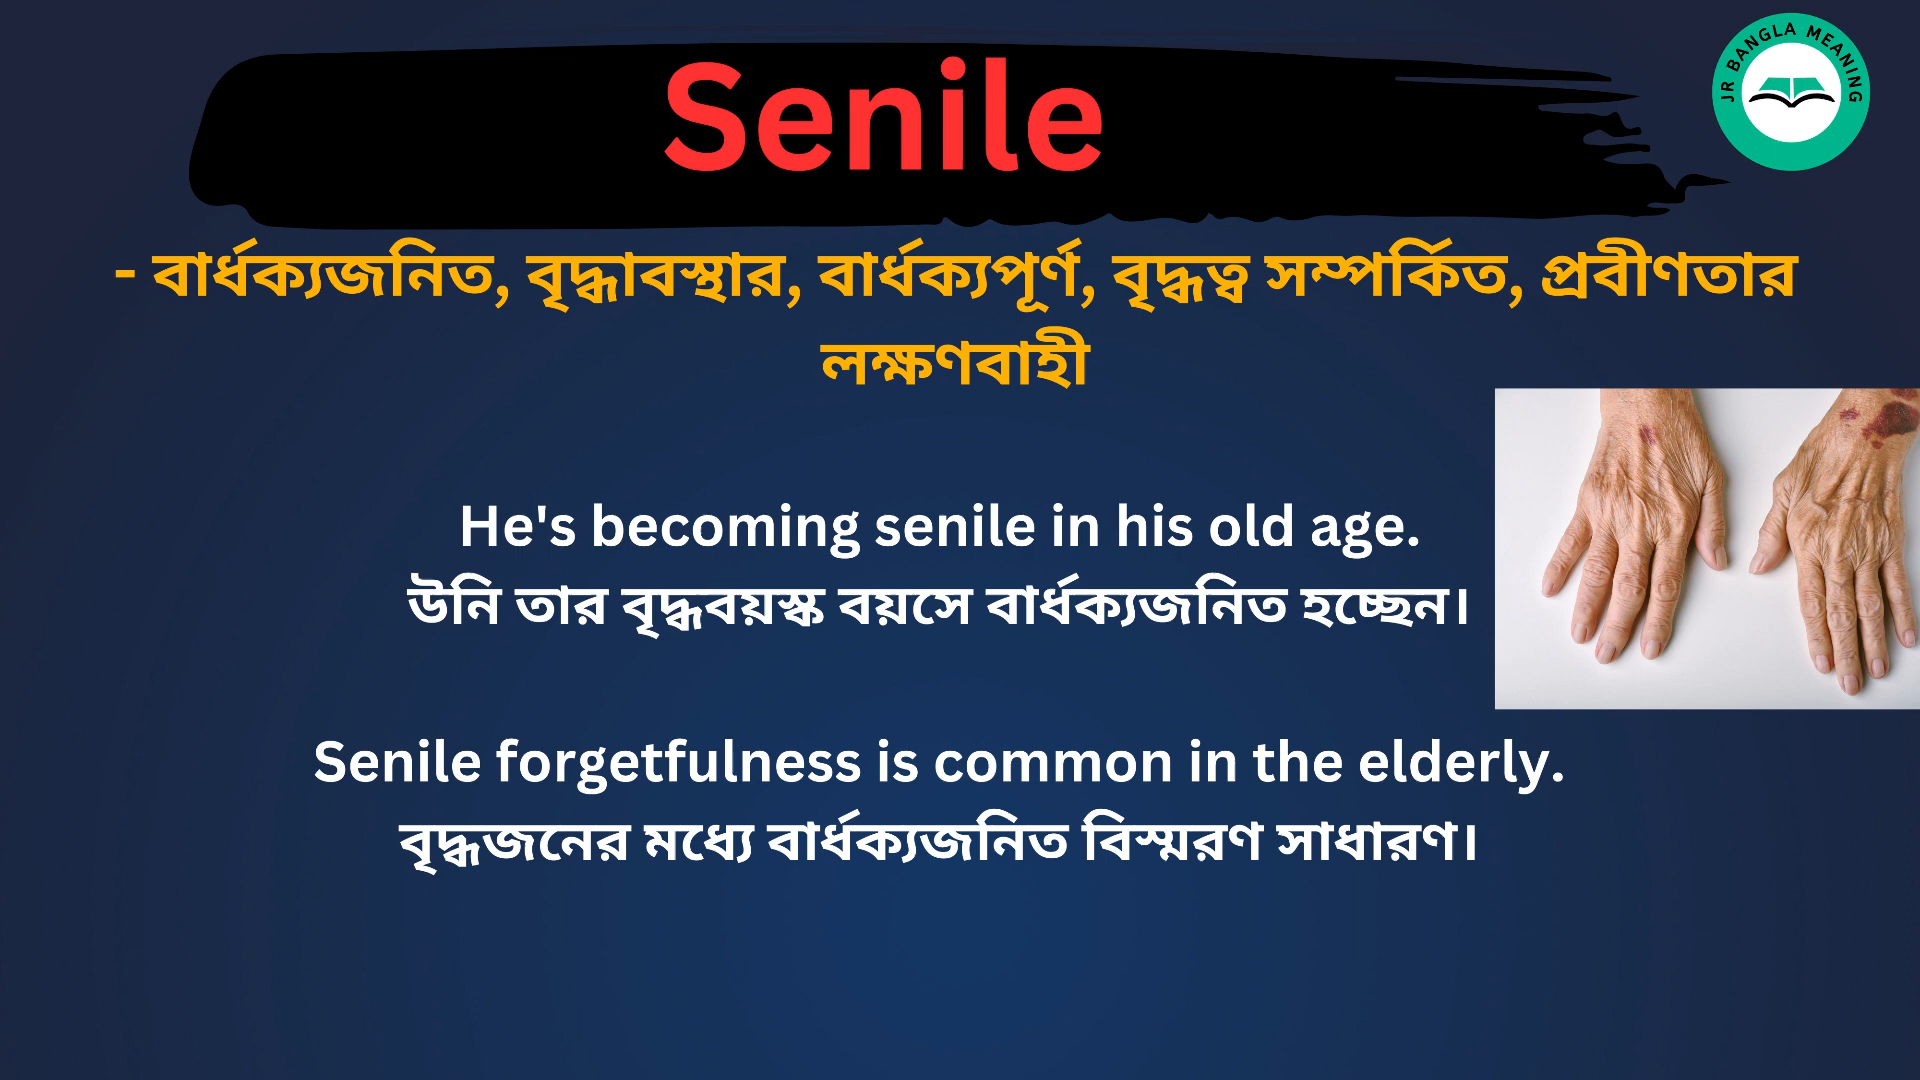 JR BANGLA MEANING
Senile
- বার্ধক্যজনিত, বৃদ্ধাবস্থার, বার্ধক্যপূর্ণ, বৃদ্ধত্ব সম্পর্কিত, প্রবীণতার
লক্ষণবাহী
He's becoming senile in his old age.
উনি তার বৃদ্ধবয়স্ক বয়সে বার্ধক্যজনিত হচ্ছেন।
Senile forgetfulness is common in the elderly.
বৃদ্ধজনের মধ্যে বার্ধক্যজনিত বিস্মরণ সাধারণ।